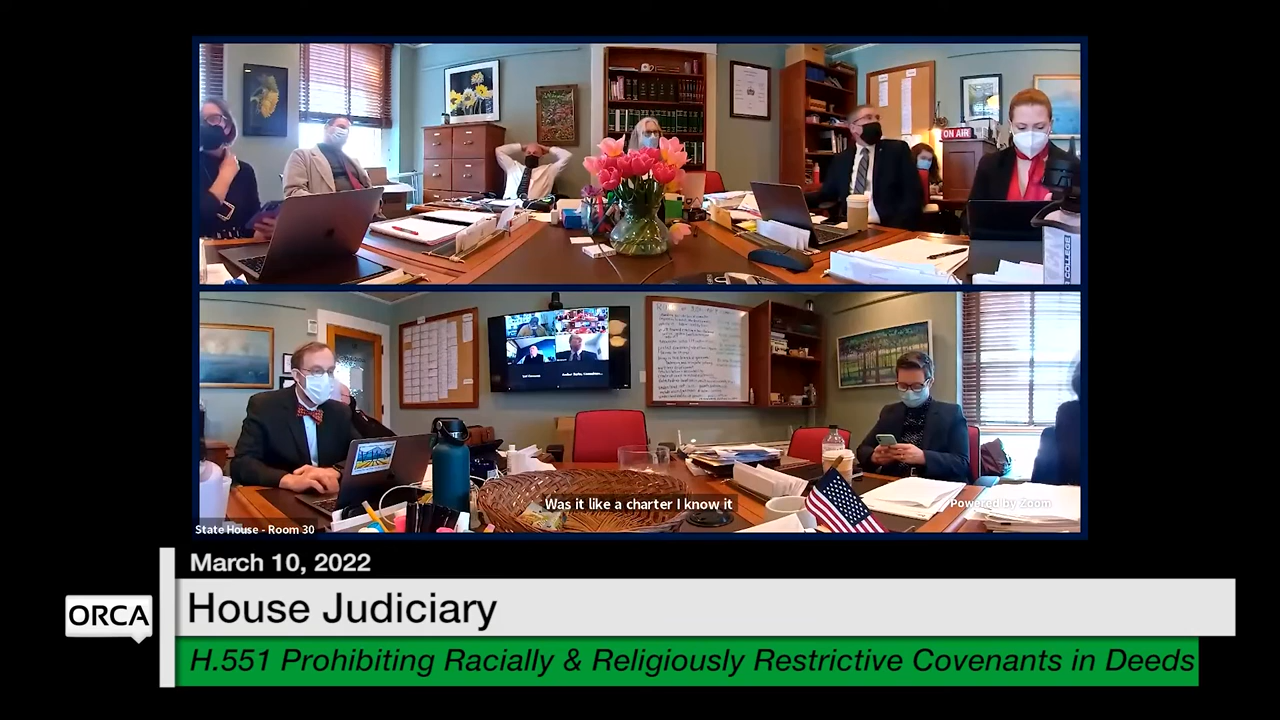 ON AIR
COLLEGE
Was it like a charter I know it
Powered by Zoom
State House - Room 30
March 10, 2022
ORCA
House Judiciary
H.551 Prohibiting Racially & Religiously Restrictive Covenants in Deeds